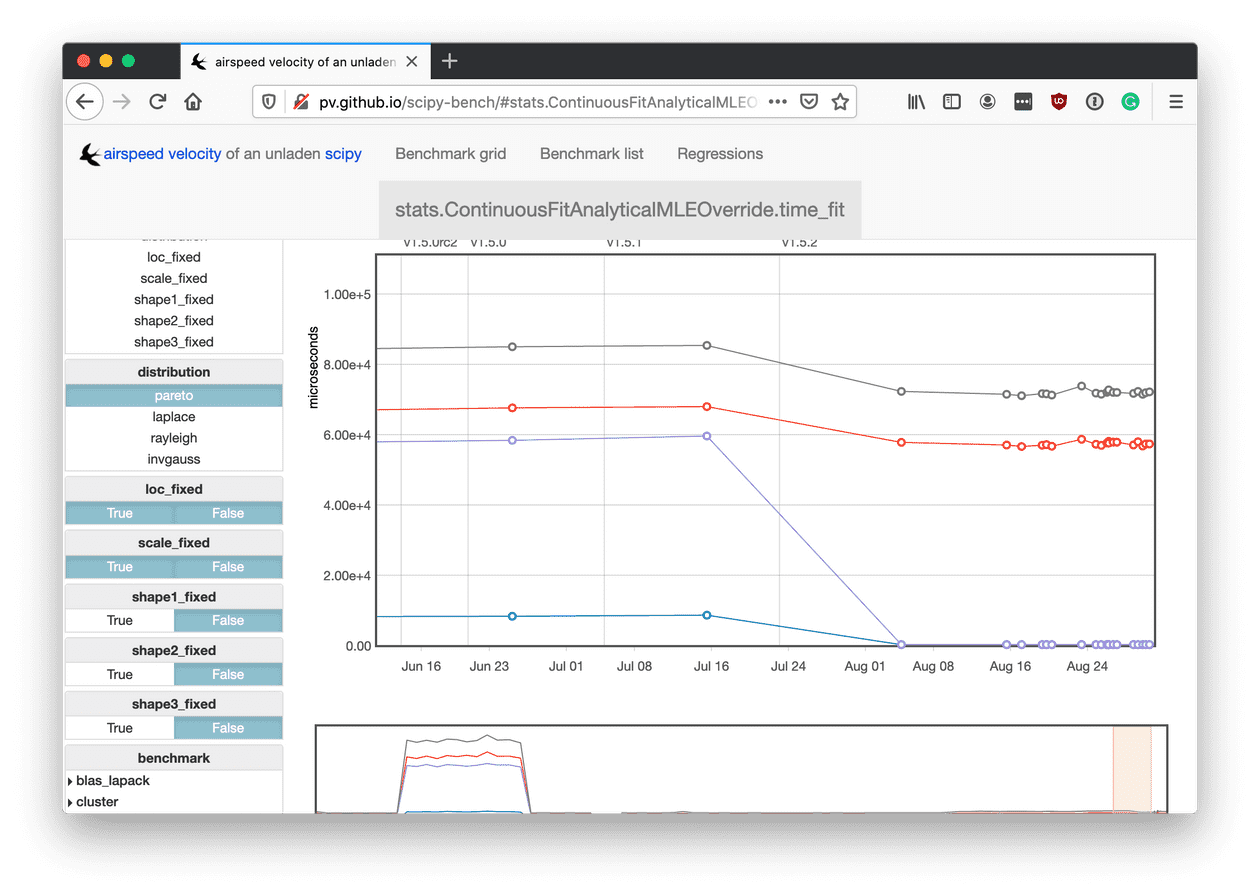 airspeed velocity of an unladen
pv.github.io/scipy-bench/#stats.ContinuousFitAnalyticalMLEO
airspeed velocity of an unladen scipy
Benchmark grid
Benchmark list
Regressions
stats.ContinuousFitAnalyticalMLEOverride.time_fit
distribution
loc_fixed
scale_fixed
shape1_fixed
shape2_fixed
shape3_fixed
distribution
pareto
laplace
rayleigh
invgauss
loc_fixed
True False
scale_fixed
True False
shape1_fixed
True False
shape2_fixed
True False
shape3_fixed
True False
benchmark
blas_lapack
cluster
v1.5.0rc2 v1.5.0 v1.5.1 v1.5.2
microseconds
1.00e+5
8.00e+4
6.00e+4
4.00e+4
2.00e+4
0.00
Jun 16 Jun 23 Jul 01 Jul 08 Jul 16 Jul 24 Aug 01 Aug 08 Aug 16 Aug 24